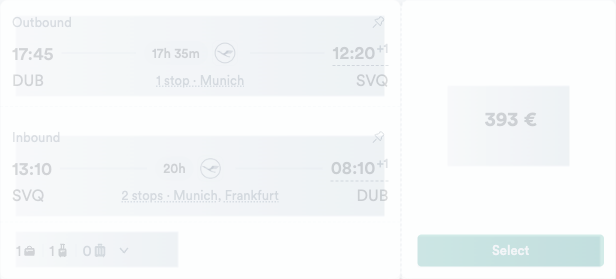 Outbound
17:45 17h 35m 12:20+1
DUB 1 stop · Munich SVQ
393 €
Inbound
13:10 20h 08:10+1
SVQ 2 stops · Munich, Frankfurt DUB
1 1 0
Select